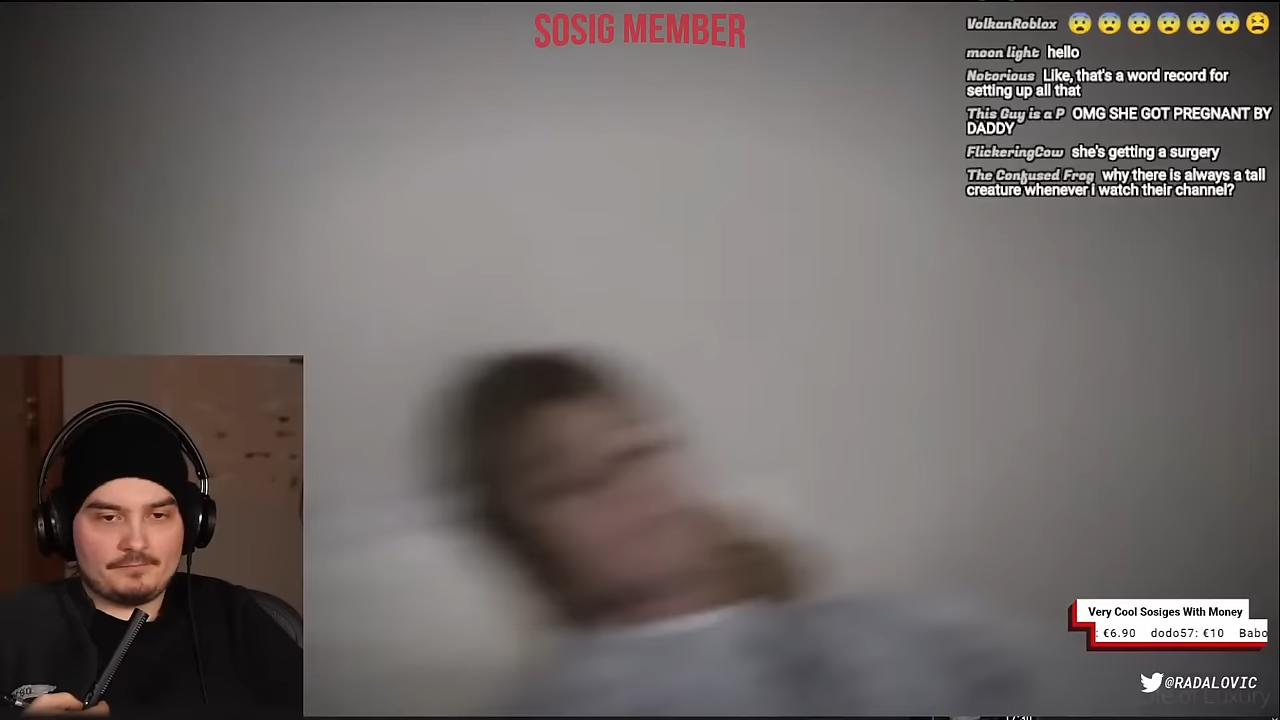 SOSIG MEMBER
VolkanRoblox 😨😨😨😨😨😨😫
moon light hello
Notorious Like, that's a word record for
setting up all that
This Guy is a P OMG SHE GOT PREGNANT BY
DADDY
FlickeringCow she's getting a surgery
The Confused Frog why there is always a tall
creature whenever i watch their channel?
Very Cool Sosiges With Money
: €6.90 dodo57: €10 Babo
@RADALOVIC
of Luxury